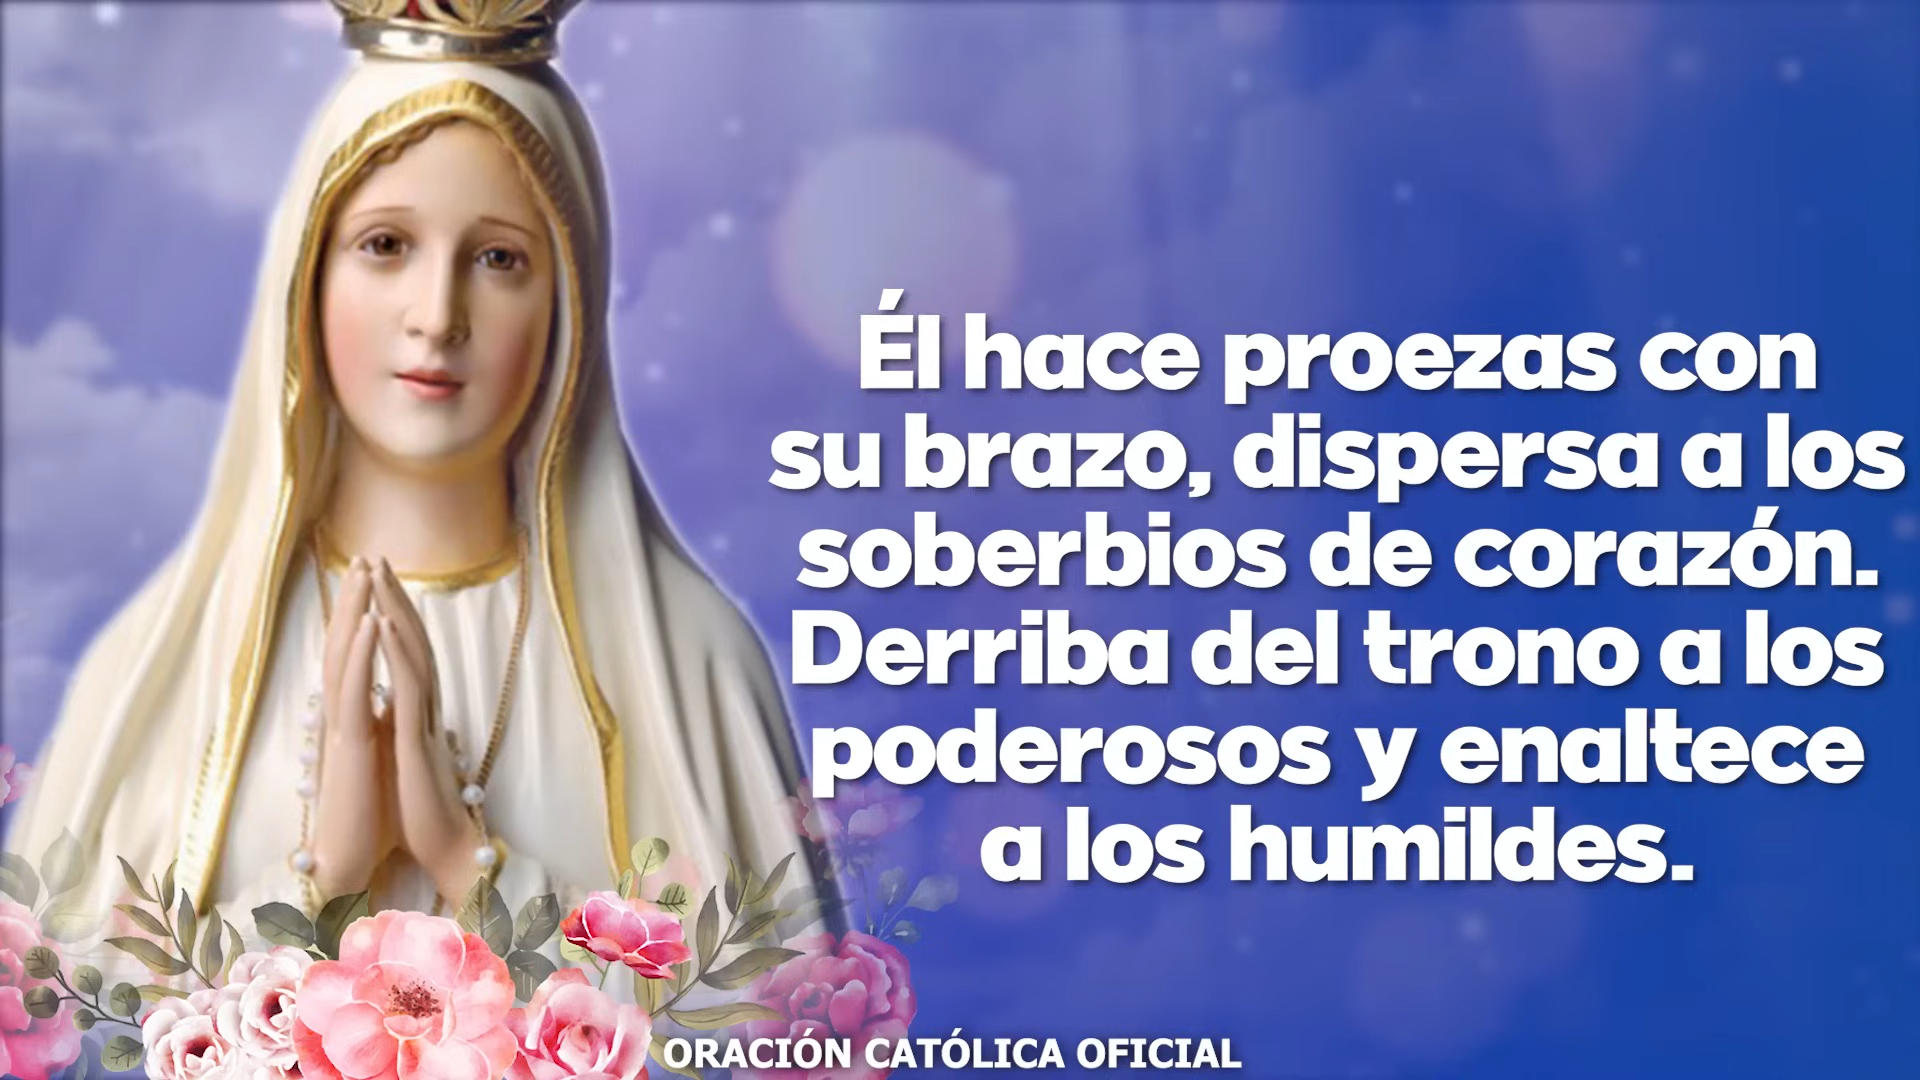 Él hace proezas con
su brazo, dispersa a los
soberbios de corazón.
Derriba del trono a los
poderosos y enaltece
a los humildes.
ORACIÓN CATÓLICA OFICIAL